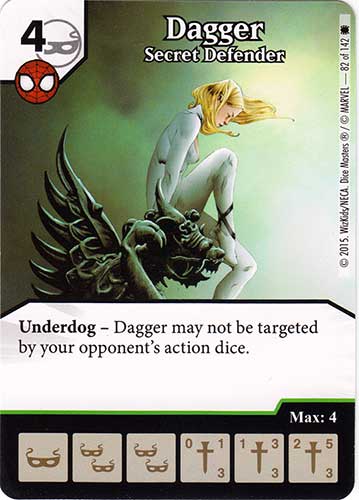 4
Dagger
Secret Defender
© 2015. WizKids/NECA. Dice Masters ® / © MARVEL — 82 of 142
Underdog – Dagger may not be targeted
by your opponent's action dice.
Max: 4
0 1 3
1 3 3
2 5 3